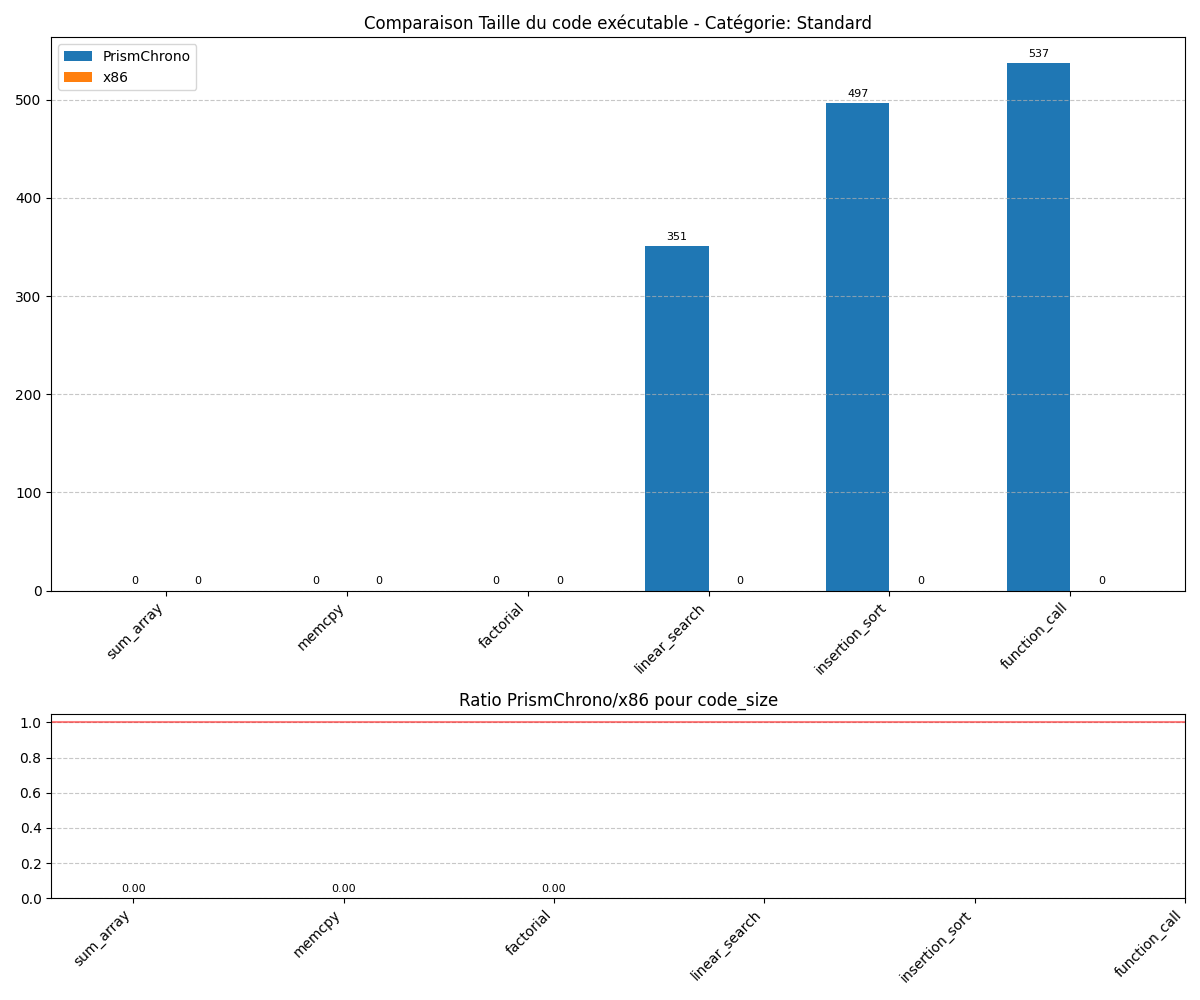 Comparaison Taille du code exécutable - Catégorie: Standard
PrismChrono
x86
500
400
300
200
100
0
0 0 0 0 0 0 351 0 497 0 537 0
sum_array memcpy factorial linear_search insertion_sort function_call
Ratio PrismChrono/x86 pour code_size
1.0
0.8
0.6
0.4
0.2
0.0
0.00 0.00 0.00
sum_array memcpy factorial linear_search insertion_sort function_call